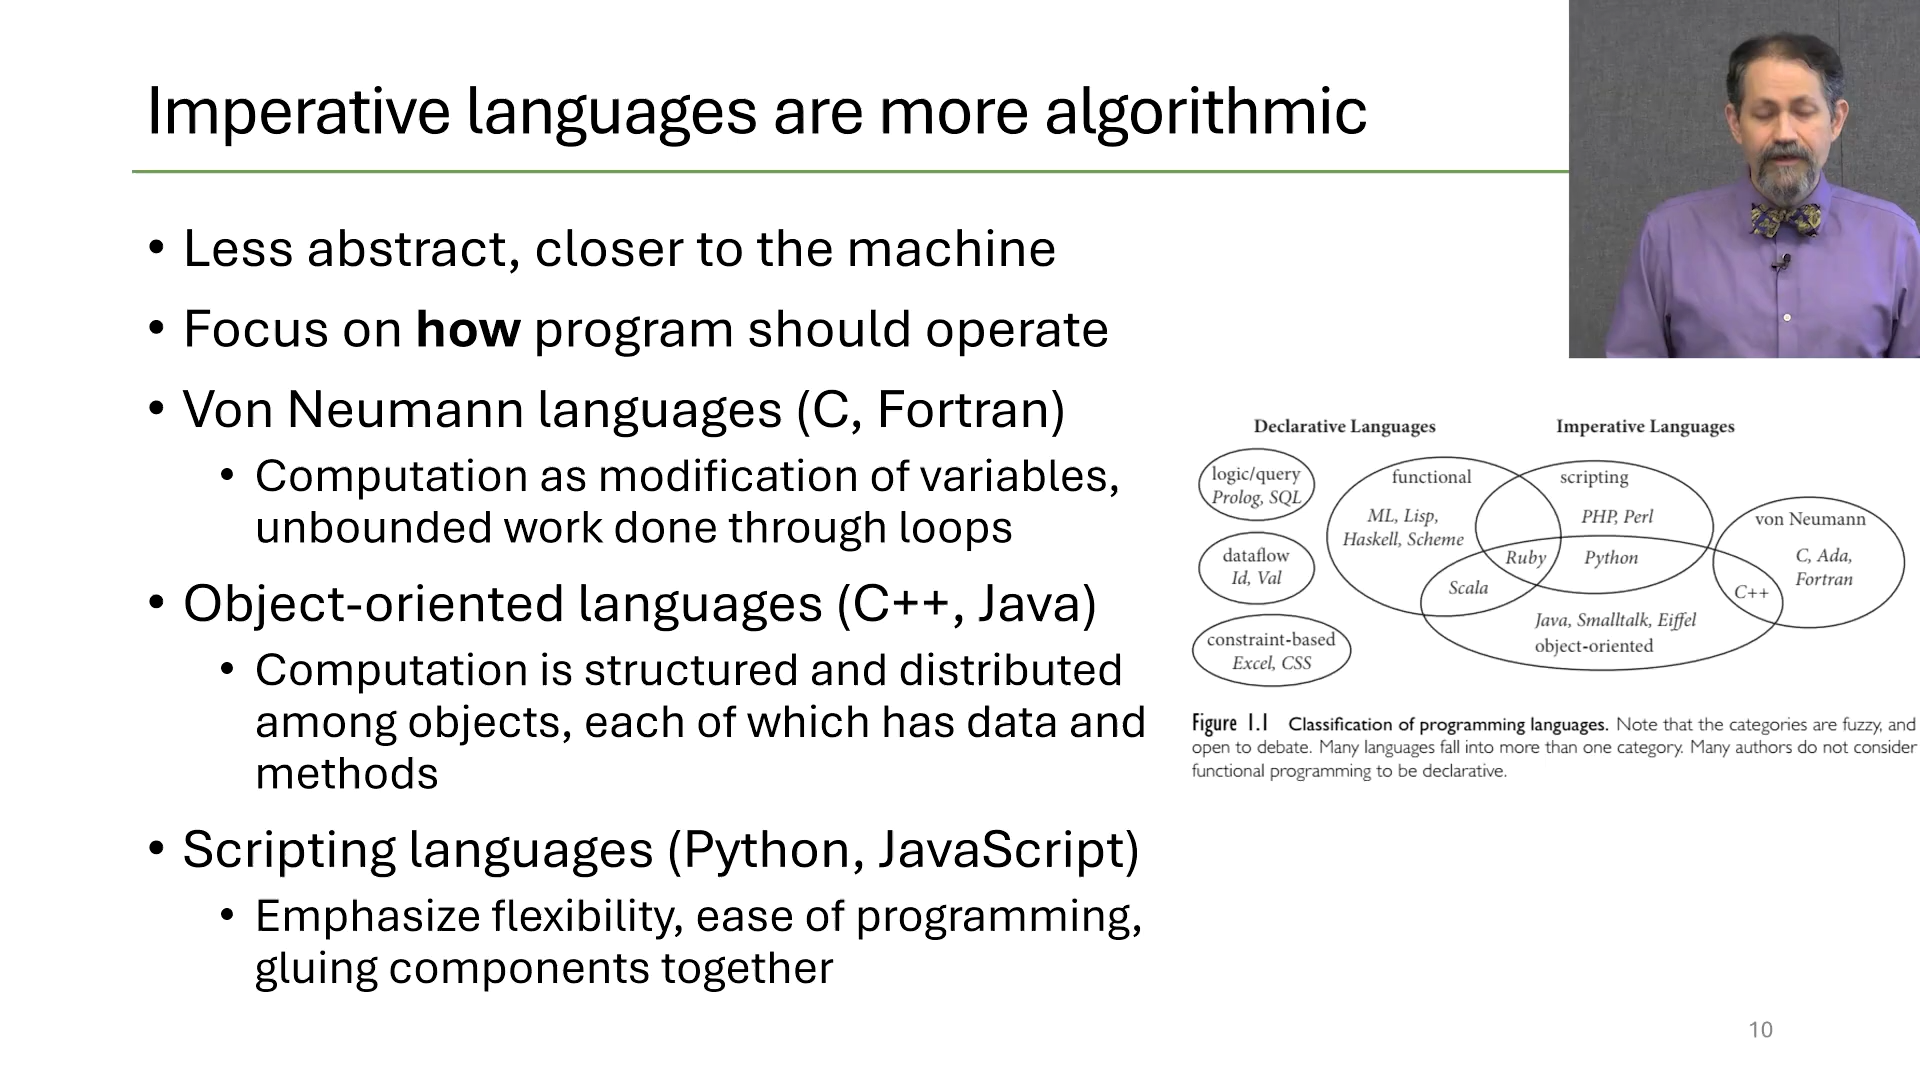 Imperative languages are more algorithmic
• Less abstract, closer to the machine
• Focus on how program should operate
• Von Neumann languages (C, Fortran)
• Computation as modification of variables,
unbounded work done through loops
• Object-oriented languages (C++, Java)
• Computation is structured and distributed
among objects, each of which has data and
methods
• Scripting languages (Python, JavaScript)
• Emphasize flexibility, ease of programming,
gluing components together
Declarative Languages
Imperative Languages
logic/query
Prolog, SQL
dataflow
Id, Val
constraint-based
Excel, CSS
functional
ML, Lisp,
Haskell, Scheme
scripting
PHP, Perl
Ruby
Python
Scala
von Neumann
C, Ada,
Fortran
C++
Java, Smalltalk, Eiffel
object-oriented
Figure 1.1 Classification of programming languages. Note that the categories are fuzzy, and
open to debate. Many languages fall into more than one category. Many authors do not consider
functional programming to be declarative.
10